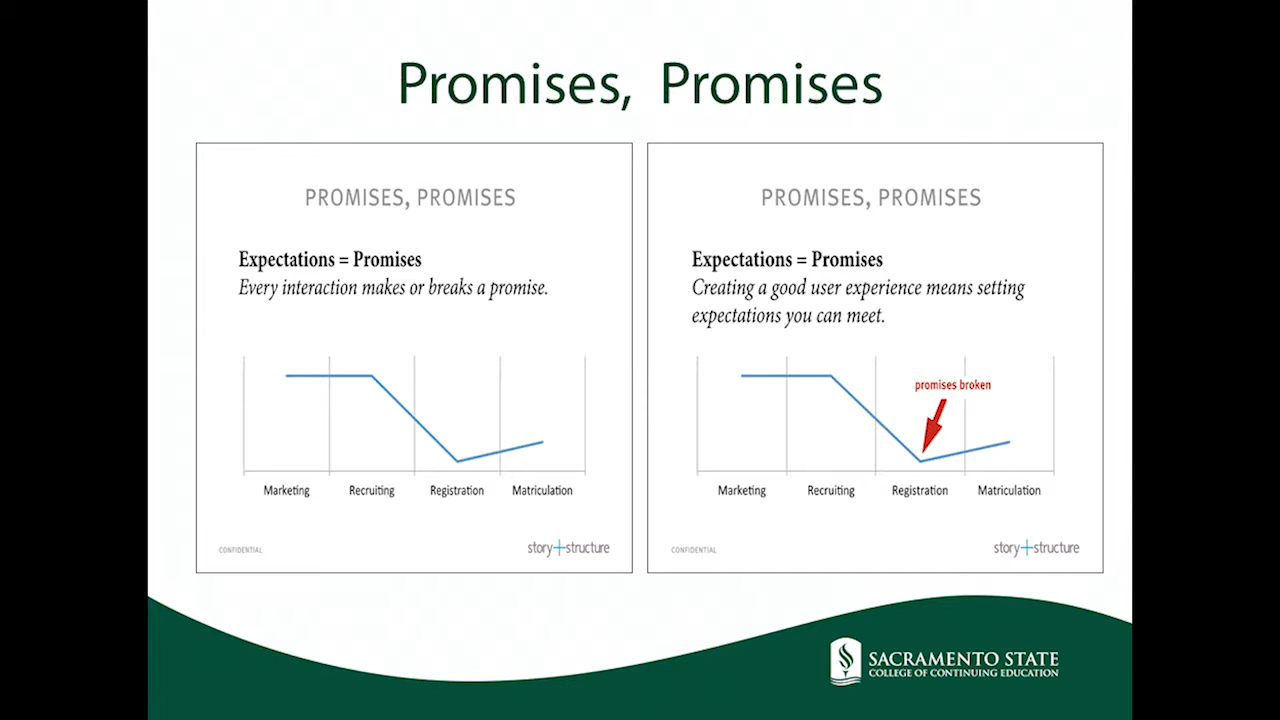 Promises, Promises
PROMISES, PROMISES
Expectations = Promises
Every interaction makes or breaks a promise.
Marketing Recruiting Registration Matriculation
CONFIDENTIAL
story+structure
PROMISES, PROMISES
Expectations = Promises
Creating a good user experience means setting
expectations you can meet.
promises broken
Marketing Recruiting Registration Matriculation
CONFIDENTIAL
story+structure
SACRAMENTO STATE
COLLEGE OF CONTINUING EDUCATION